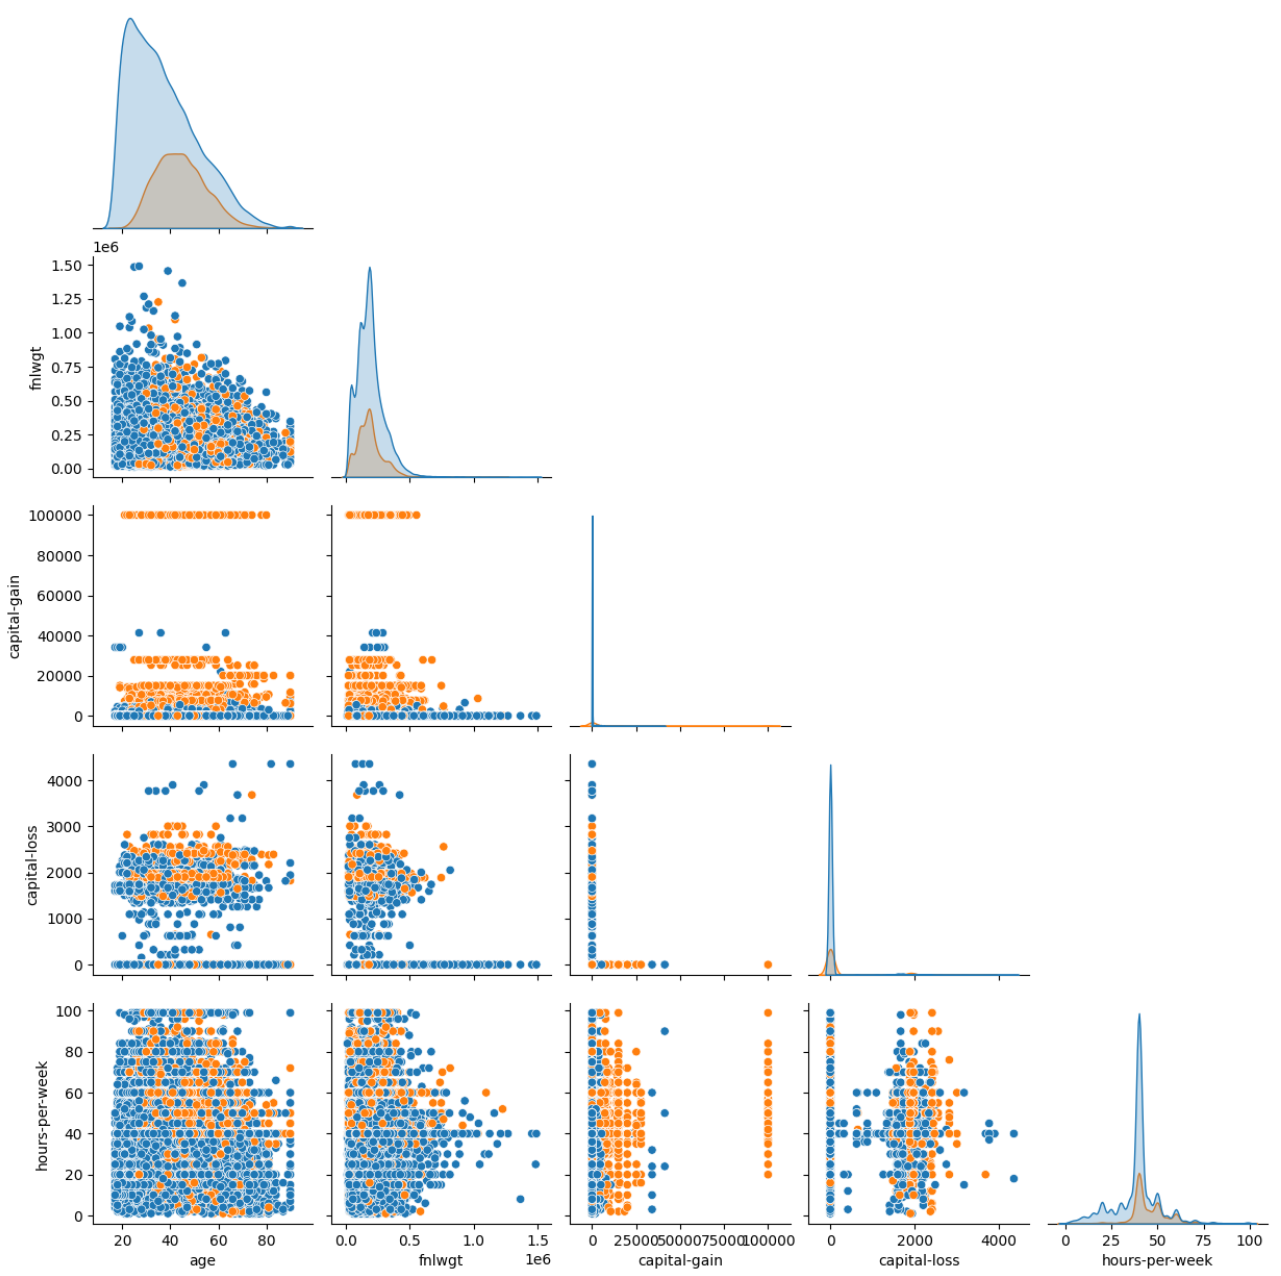 1e6
fnlwgt
1.50
1.25
1.00
0.75
0.50
0.25
0.00
capital-gain
100000
80000
60000
40000
20000
0
capital-loss
4000
3000
2000
1000
0
hours-per-week
100
80
60
40
20
0
20 40 60 80
age
0.0 0.5 1.0 1.5
1e6
fnlwgt
0 25000 50000 75000 100000
capital-gain
0 2000 4000
capital-loss
0 25 50 75 100
hours-per-week